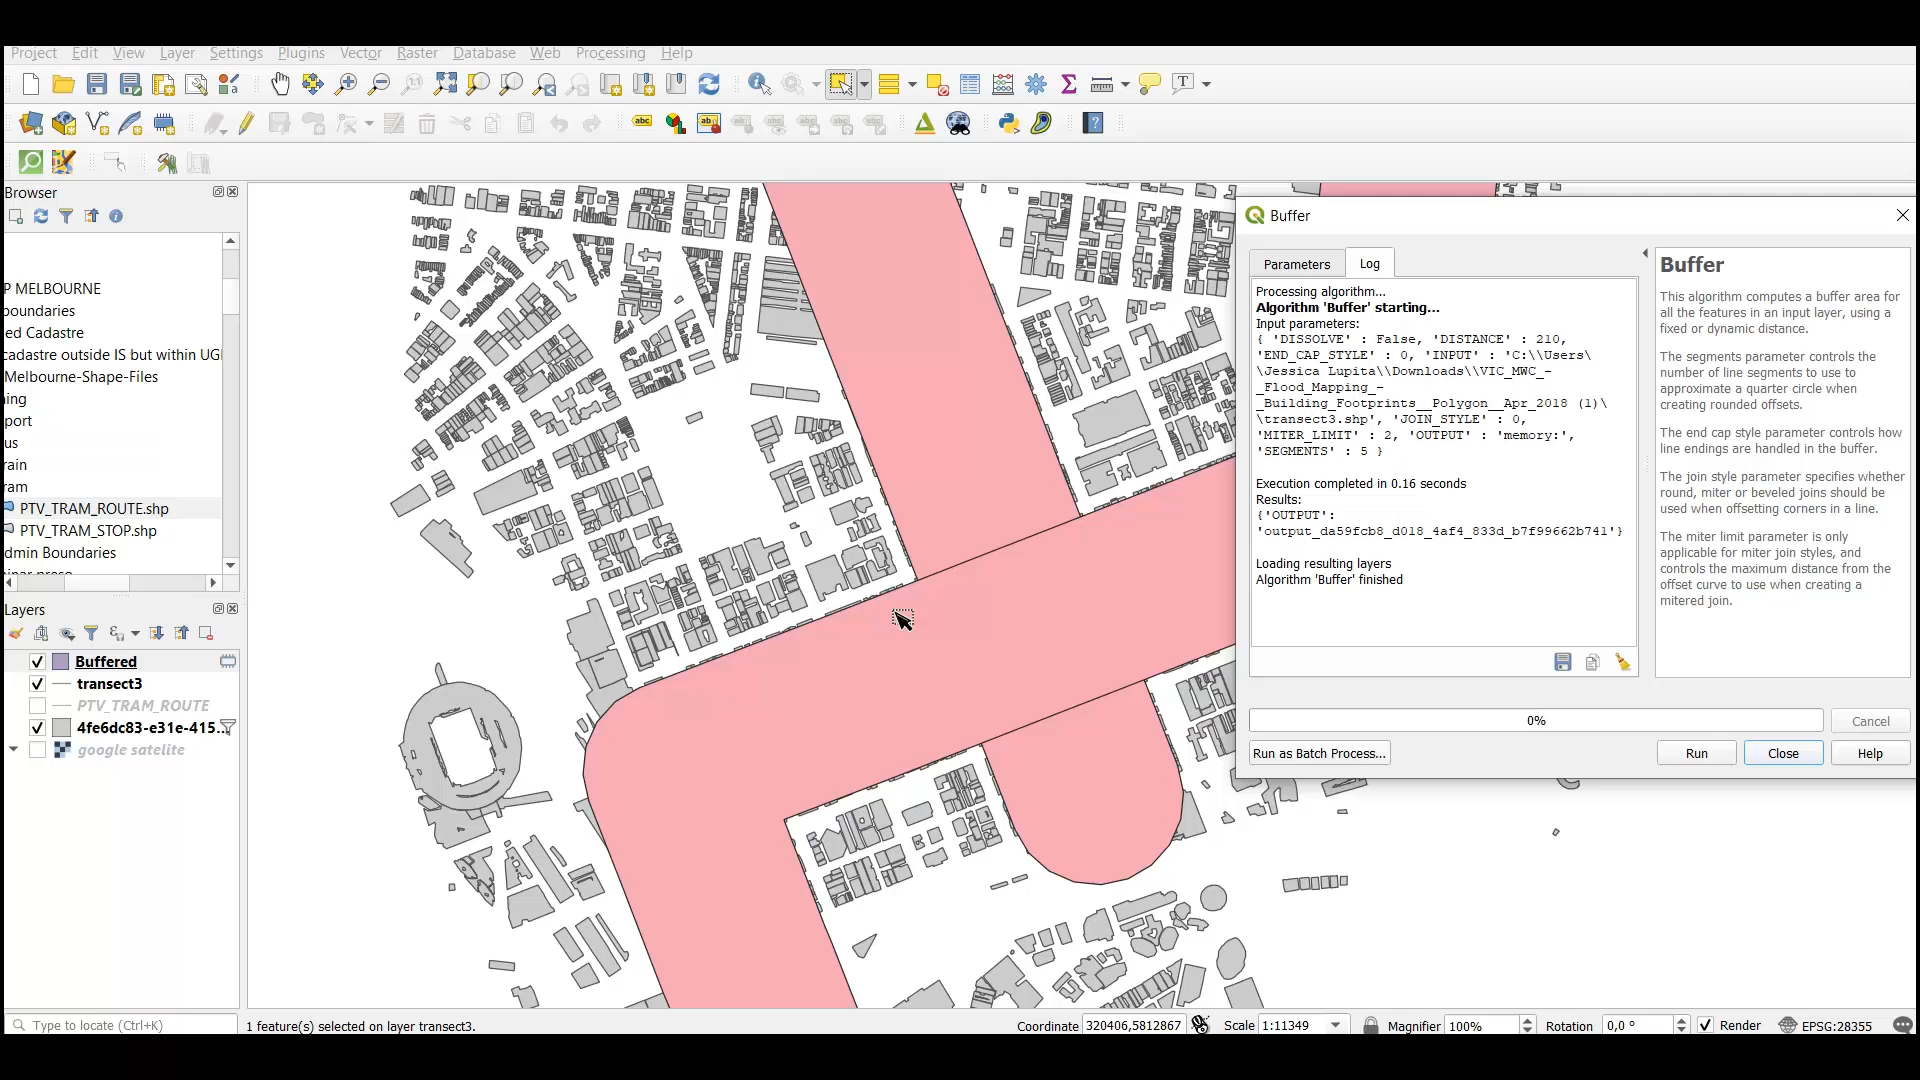 Project Edit View Layer Settings Plugins Vector Raster Database Web Processing Help
abc
abc
ab
T
Browser
P MELBOURNE
boundaries
ed Cadastre
cadastre outside IS but within UGI
Melbourne-Shape-Files
ing
port
us
rain
ram
PTV_TRAM_ROUTE.shp
PTV_TRAM_STOP.shp
dmin Boundaries
Layers
Buffered
transect3
PTV_TRAM_ROUTE
4fe6dc83-e31e-415...
google satelite
Buffer
Parameters Log
Processing algorithm...
Algorithm 'Buffer' starting...
Input parameters:
{ 'DISSOLVE' : False, 'DISTANCE' : 210,
'END_CAP_STYLE' : 0, 'INPUT' : 'C:\\Users\
\Jessica Lupita\\Downloads\\VIC_MWC_-
_Flood_Mapping_-
_Building_Footprints__Polygon__Apr_2018 (1)\
\transect3.shp', 'JOIN_STYLE' : 0,
'MITER_LIMIT' : 2, 'OUTPUT' : 'memory:',
'SEGMENTS' : 5 }
Execution completed in 0.16 seconds
Results:
{'OUTPUT':
'output_da59fcb8_d018_4af4_833d_b7f99662b741'}
Loading resulting layers
Algorithm 'Buffer' finished
Buffer
This algorithm computes a buffer area for
all the features in an input layer, using a
fixed or dynamic distance.
The segments parameter controls the
number of line segments to use to
approximate a quarter circle when
creating rounded offsets.
The end cap style parameter controls how
line endings are handled in the buffer.
The join style parameter specifies whether
round, miter or beveled joins should be
used when offsetting corners in a line.
The miter limit parameter is only
applicable for miter join styles, and
controls the maximum distance from the
offset curve to use when creating a
mitered join.
0%
Cancel
Run as Batch Process...
Run
Close
Help
Type to locate (Ctrl+K)
1 feature(s) selected on layer transect3.
Coordinate 320406,5812867
Scale 1:11349
Magnifier 100%
Rotation 0,0 °
Render
EPSG:28355